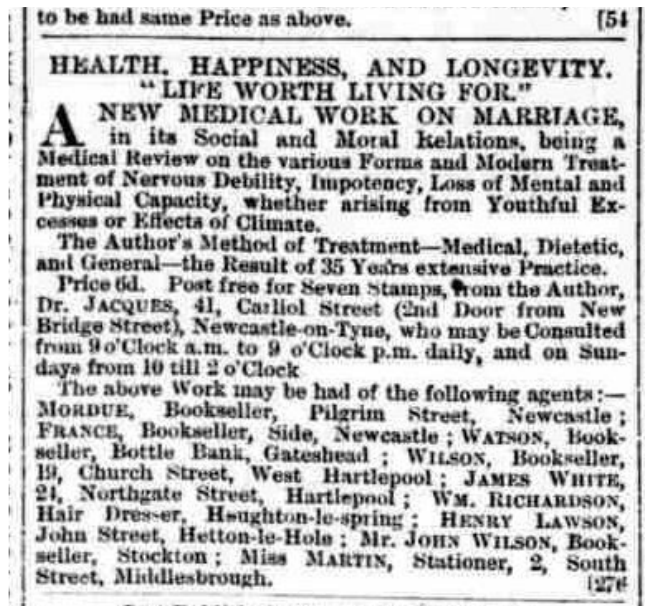 to be had same Price as above. [54
HEALTH, HAPPINESS, AND LONGEVITY.
"LIFE WORTH LIVING FOR."
A NEW MEDICAL WORK ON MARRIAGE,
in its Social and Moral Relations, being a
Medical Review on the various Forms and Modern Treat-
ment of Nervous Debility, Impotency, Loss of Mental and
Physical Capacity, whether arising from Youthful Ex-
cesses or Effects of Climate.
The Author's Method of Treatment—Medical, Dietetic,
and General—the Result of 35 Years extensive Practice.
Price 6d. Post free for Seven Stamps, from the Author,
Dr. JACQUES, 41, Carliol Street (2nd Door from New
Bridge Street), Newcastle-on-Tyne, who may be Consulted
from 9 o'Clock a.m. to 9 o'Clock p.m. daily, and on Sun-
days from 10 till 2 o'Clock
The above Work may be had of the following agents:—
MORDUE, Bookseller, Pilgrim Street, Newcastle;
FRANCE, Bookseller, Side, Newcastle; WATSON, Book-
seller, Bottle Bank, Gateshead; WILSON, Bookseller,
19, Church Street, West Hartlepool; JAMES WHITE,
24, Northgate Street, Hartlepool; WM. RICHARDSON,
Hair Dresser, Houghton-le-spring; HENRY LAWSON,
John Street, Hetton-le-Hole; Mr. JOHN WILSON, Book-
seller, Stockton; Miss MARTIN, Stationer, 2, South
Street, Middlesbrough.